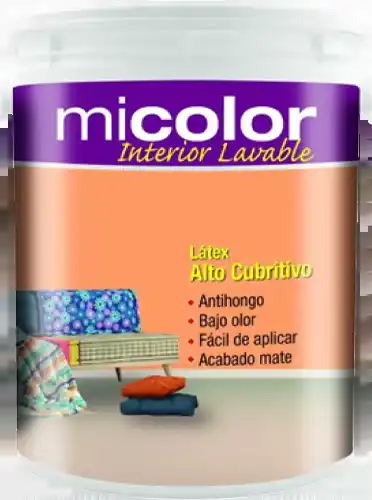 micolor
Interior Lavable
Látex
Alto Cubritivo
• Antihongo
• Bajo olor
• Fácil de aplicar
• Acabado mate